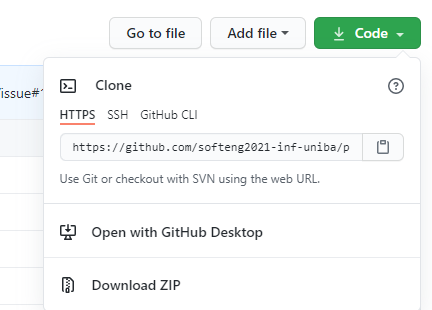 Go to file
Add file
Code
issue#1
Clone
HTTPS SSH GitHub CLI
https://github.com/softeng2021-inf-uniba/p
Use Git or checkout with SVN using the web URL.
Open with GitHub Desktop
Download ZIP